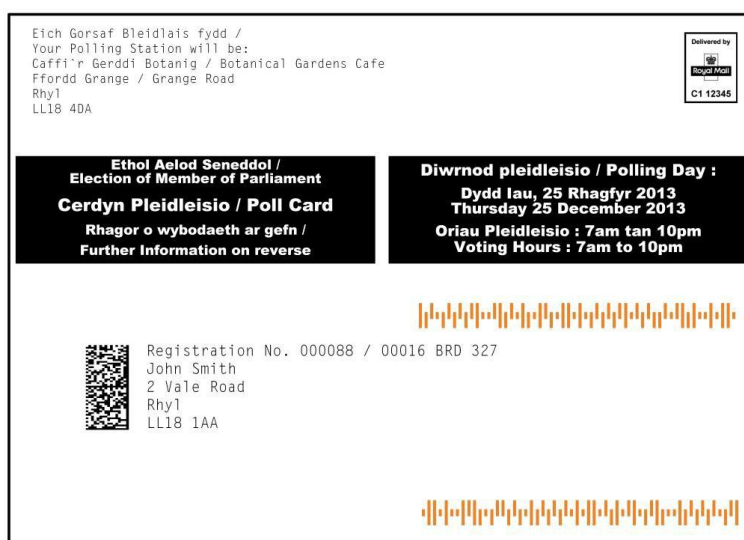 Eich Gorsaf Bleidlais fydd /
Your Polling Station will be:
Caffi`r Gerddi Botanig / Botanical Gardens Cafe
Ffordd Grange / Grange Road
Rhyl
LL18 4DA
Delivered by
Royal Mail
C1 12345
Ethol Aelod Seneddol /
Election of Member of Parliament
Cerdyn Pleidleisio / Poll Card
Rhagor o wybodaeth ar gefn /
Further Information on reverse
Diwrnod pleidleisio / Polling Day :
Dydd Iau, 25 Rhagfyr 2013
Thursday 25 December 2013
Oriau Pleidleisio : 7am tan 10pm
Voting Hours : 7am to 10pm
Registration No. 000088 / 00016 BRD 327
John Smith
2 Vale Road
Rhyl
LL18 1AA